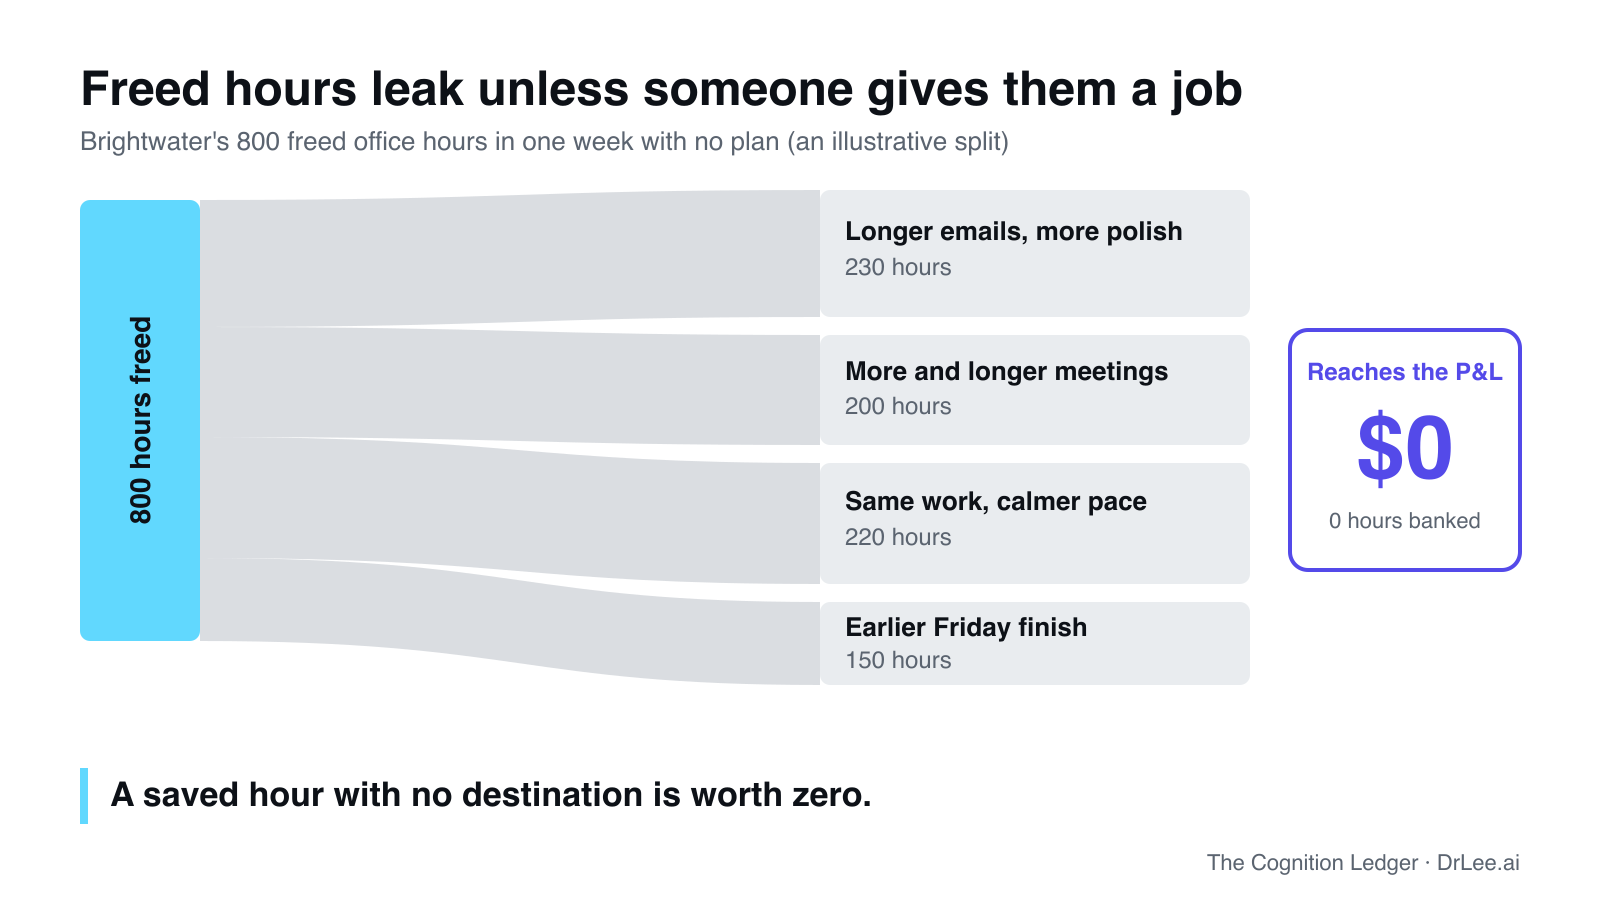 Freed hours leak unless someone gives them a job
Brightwater's 800 freed office hours in one week with no plan (an illustrative split)
800 hours freed
Longer emails, more polish
230 hours
More and longer meetings
200 hours
Same work, calmer pace
220 hours
Earlier Friday finish
150 hours
Reaches the P&L
$0
0 hours banked
A saved hour with no destination is worth zero.
The Cognition Ledger · DrLee.ai